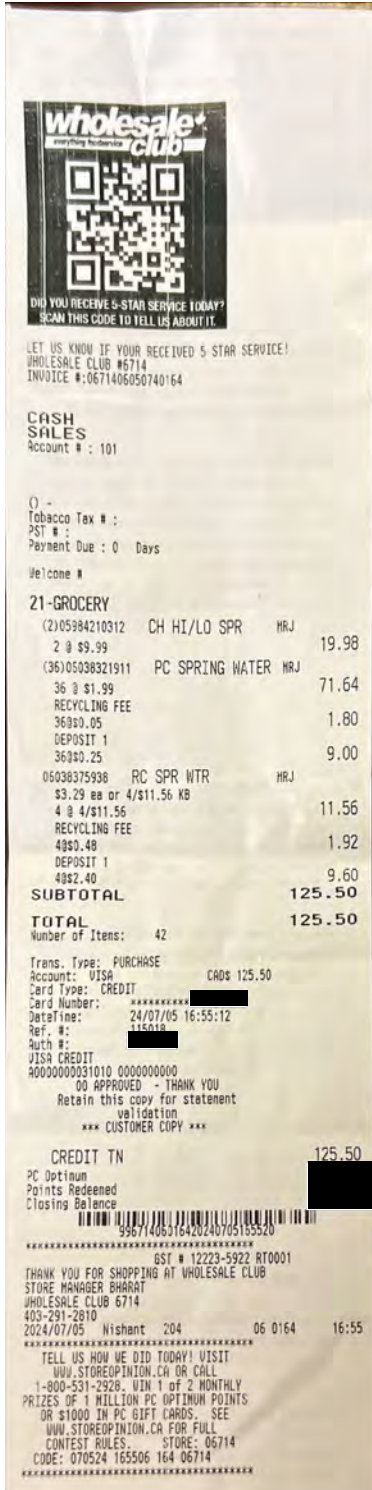 wholesale+
everything foodservice
club
DID YOU RECEIVE 5-STAR SERVICE TODAY?
SCAN THIS CODE TO TELL US ABOUT IT.
LET US KNOW IF YOUR RECEIVED 5 STAR SERVICE!
WHOLESALE CLUB #6714
INVOICE #:0671406050740164
CASH
SALES
Account # : 101
() -
Tobacco Tax # :
PST # :
Payment Due : 0 Days
Welcome #
21-GROCERY
(2)05984210312 CH HI/LO SPR MRJ
2 @ $9.99 19.98
(36)05038321911 PC SPRING WATER MRJ
36 @ $1.99 71.64
RECYCLING FEE
36@$0.05 1.80
DEPOSIT 1
36@$0.25 9.00
06038375938 RC SPR WTR MRJ
$3.29 ea or 4/$11.56 KB
4 @ 4/$11.56 11.56
RECYCLING FEE
4@$0.48 1.92
DEPOSIT 1
4@$2.40 9.60
SUBTOTAL 125.50
TOTAL 125.50
Number of Items: 42
Trans. Type: PURCHASE
Account: VISA CAD$ 125.50
Card Type: CREDIT
Card Number: **********
DateTime: 24/07/05 16:55:12
Ref. #: 115018
Auth #:
VISA CREDIT
A0000000031010 0000000000
00 APPROVED - THANK YOU
Retain this copy for statement
validation
*** CUSTOMER COPY ***
CREDIT TN 125.50
PC Optimum
Points Redeemed
Closing Balance
99671406316420240705165520
************************************
GST # 12223-5922 RT0001
THANK YOU FOR SHOPPING AT WHOLESALE CLUB
STORE MANAGER BHARAT
WHOLESALE CLUB 6714
403-291-2810
2024/07/05 Nishant 204 06 0164 16:55
************************************
TELL US HOW WE DID TODAY! VISIT
WWW.STOREOPINION.CA OR CALL
1-800-531-2928. WIN 1 of 2 MONTHLY
PRIZES OF 1 MILLION PC OPTIMUM POINTS
OR $1000 IN PC GIFT CARDS. SEE
WWW.STOREOPINION.CA FOR FULL
CONTEST RULES. STORE: 06714
CODE: 070524 165506 164 06714
************************************